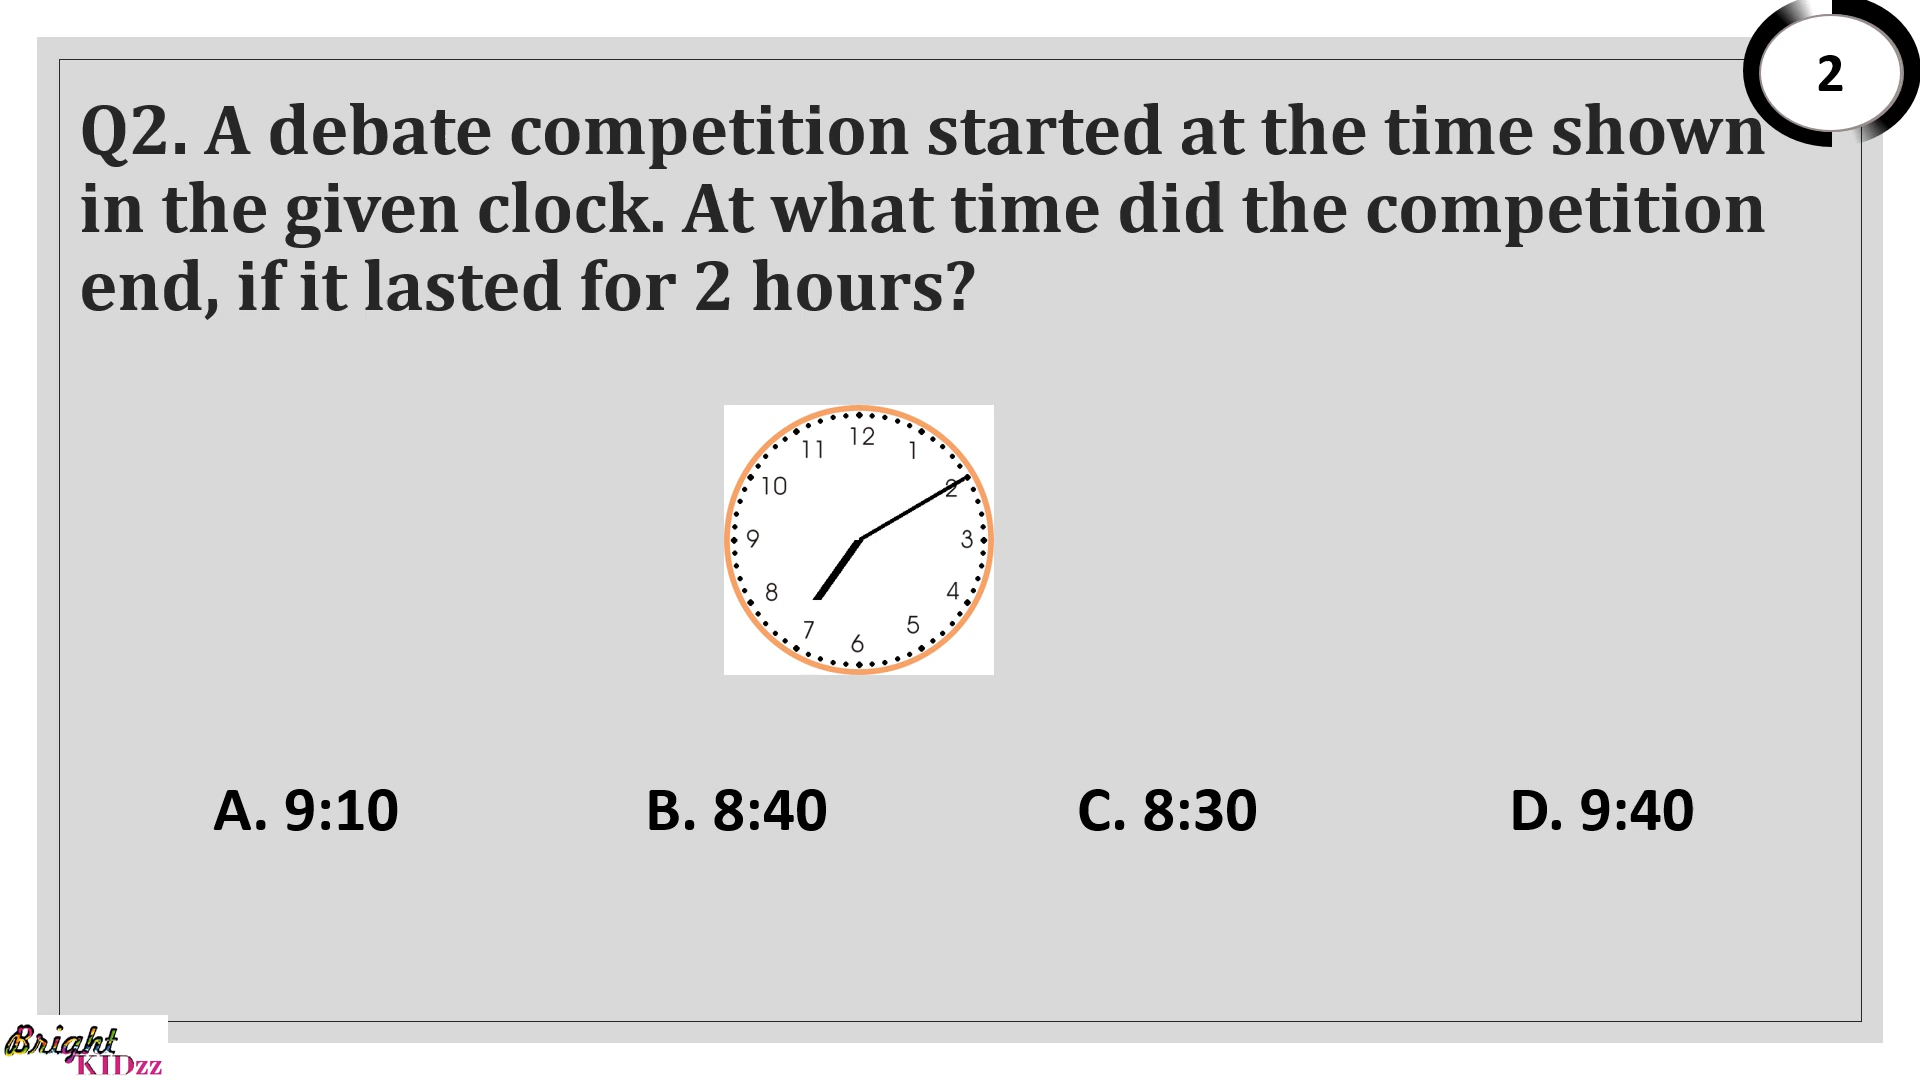 2
Q2. A debate competition started at the time shown
in the given clock. At what time did the competition
end, if it lasted for 2 hours?
12
11
1
10
2
9
3
8
4
7
5
6
A. 9:10
B. 8:40
C. 8:30
D. 9:40
Bright
KIDzz